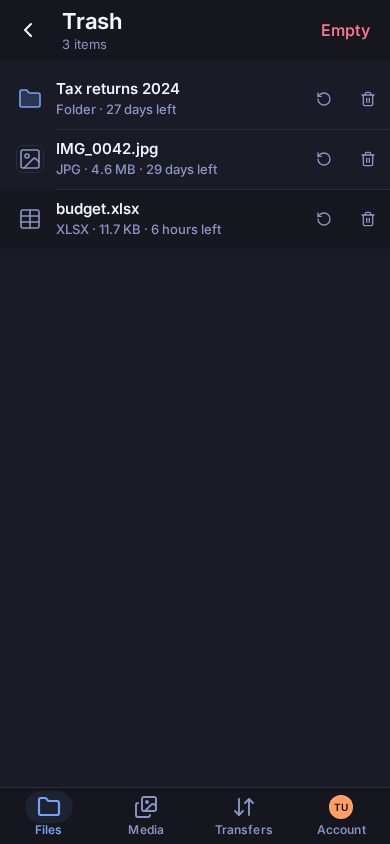 Trash
3 items
Empty
Tax returns 2024
Folder · 27 days left
IMG_0042.jpg
JPG · 4.6 MB · 29 days left
budget.xlsx
XLSX · 11.7 KB · 6 hours left
TU
Files
Media
Transfers
Account